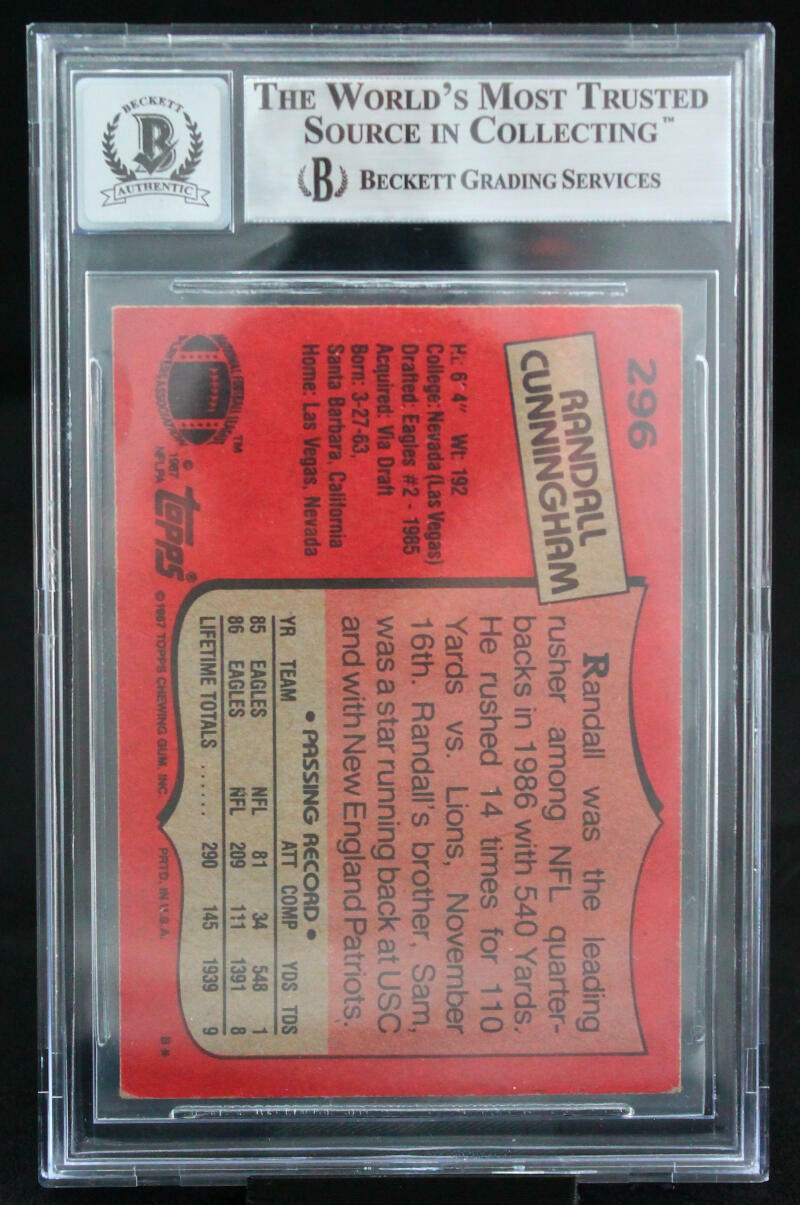 BECKETT
B
AUTHENTIC
THE WORLD'S MOST TRUSTED
SOURCE IN COLLECTING™
B BECKETT GRADING SERVICES
296
RANDALL
CUNNINGHAM
Ht: 6'4" Wt: 192
College: Nevada (Las Vegas)
Drafted: Eagles #2 - 1985
Acquired: Via Draft
Born: 3-27-63,
Santa Barbara, California
Home: Las Vegas, Nevada
Randall was the leading
rusher among NFL quarter-
backs in 1986 with 540 Yards.
He rushed 14 times for 110
Yards vs. Lions, November
16th. Randall's brother, Sam,
was a star running back at USC
and with New England Patriots.
• PASSING RECORD •
YR TEAM ATT COMP YDS TDS
85 EAGLES NFL 81 34 548 1
86 EAGLES NFL 209 111 1391 8
LIFETIME TOTALS ...... 290 145 1939 9
™
© 1987
NFLPA
topps®
© 1987 TOPPS CHEWING GUM, INC. PRTD. IN U.S.A. B*